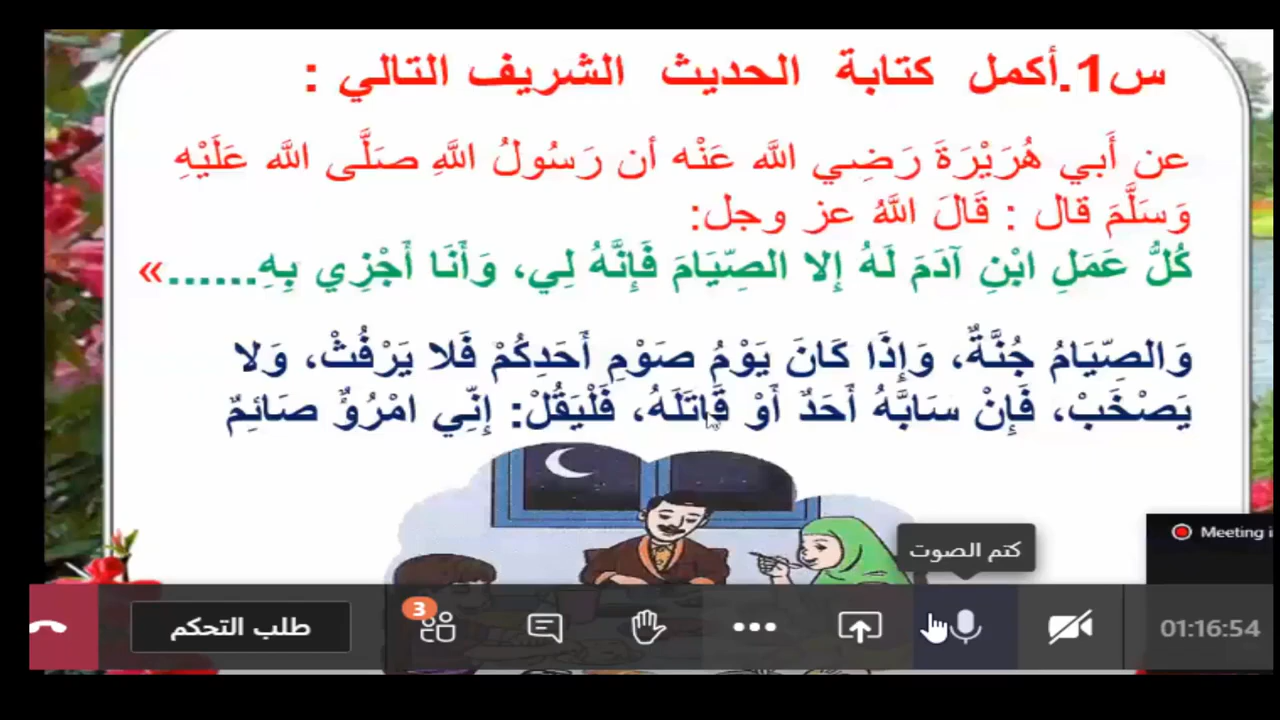 س1.أكمل كتابة الحديث الشريف التالي :
عن أَبي هُرَيْرَةَ رَضِي اللَّه عَنْه أن رَسُولُ اللَّهِ صَلَّى اللَّه عَلَيْهِ
وَسَلَّمَ قال : قَالَ اللَّهُ عز وجل:
كُلُّ عَمَلِ ابْنِ آدَمَ لَهُ إلا الصِّيَامَ فَإِنَّهُ لِي، وَأَنَا أَجْزِي بِهِ......»
وَالصِّيَامُ جُنَّةٌ، وَإِذَا كَانَ يَوْمُ صَوْمِ أَحَدِكُمْ فَلا يَرْفُثْ، وَلا
يَصْخَبْ، فَإِنْ سَابَّهُ أَحَدٌ أَوْ قَاتَلَهُ، فَلْيَقُلْ: إِنِّي امْرُؤٌ صَائِمٌ
كتم الصوت
Meeting i
3
طلب التحكم
01:16:54